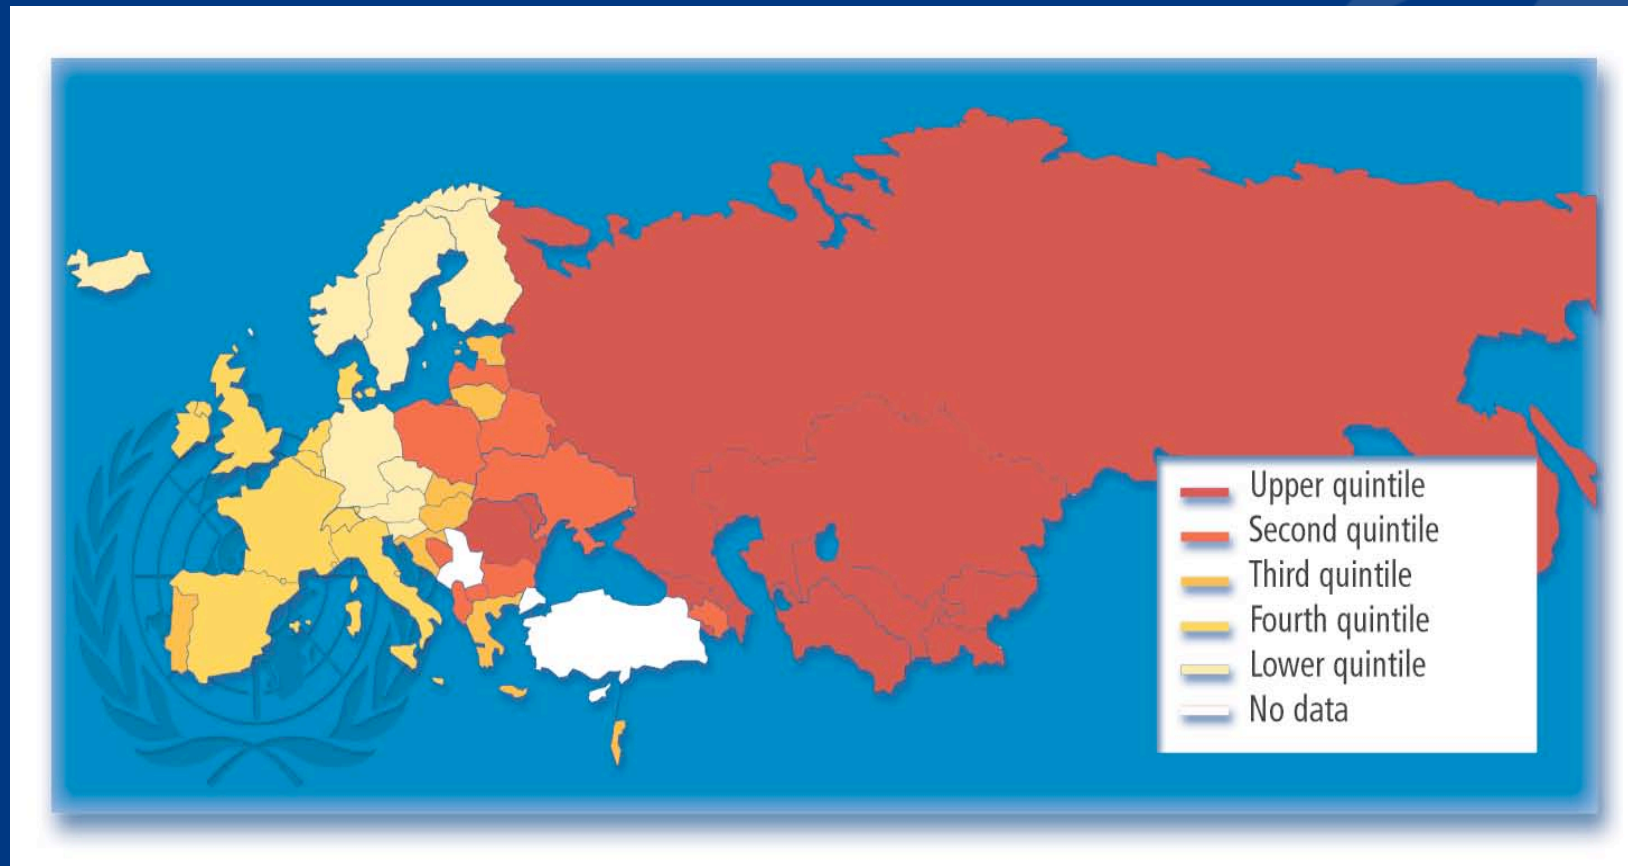 Upper quintile
Second quintile
Third quintile
Fourth quintile
Lower quintile
No data